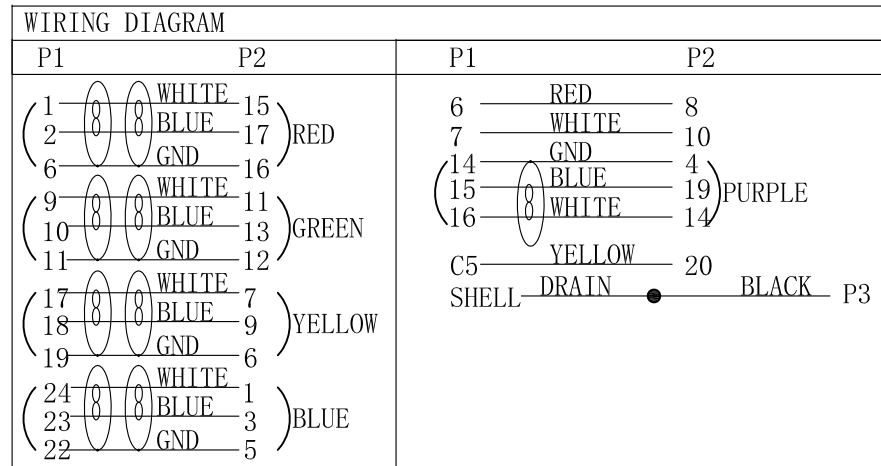 WIRING DIAGRAM
P1 P2
1 WHITE 15
2 BLUE 17 RED
6 GND 16
9 WHITE 11
10 BLUE 13 GREEN
11 GND 12
17 WHITE 7
18 BLUE 9 YELLOW
19 GND 6
24 WHITE 1
23 BLUE 3 BLUE
22 GND 5
P1 P2
6 RED 8
7 WHITE 10
14 GND 4
15 BLUE 19 PURPLE
16 WHITE 14
C5 YELLOW 20
SHELL DRAIN BLACK P3